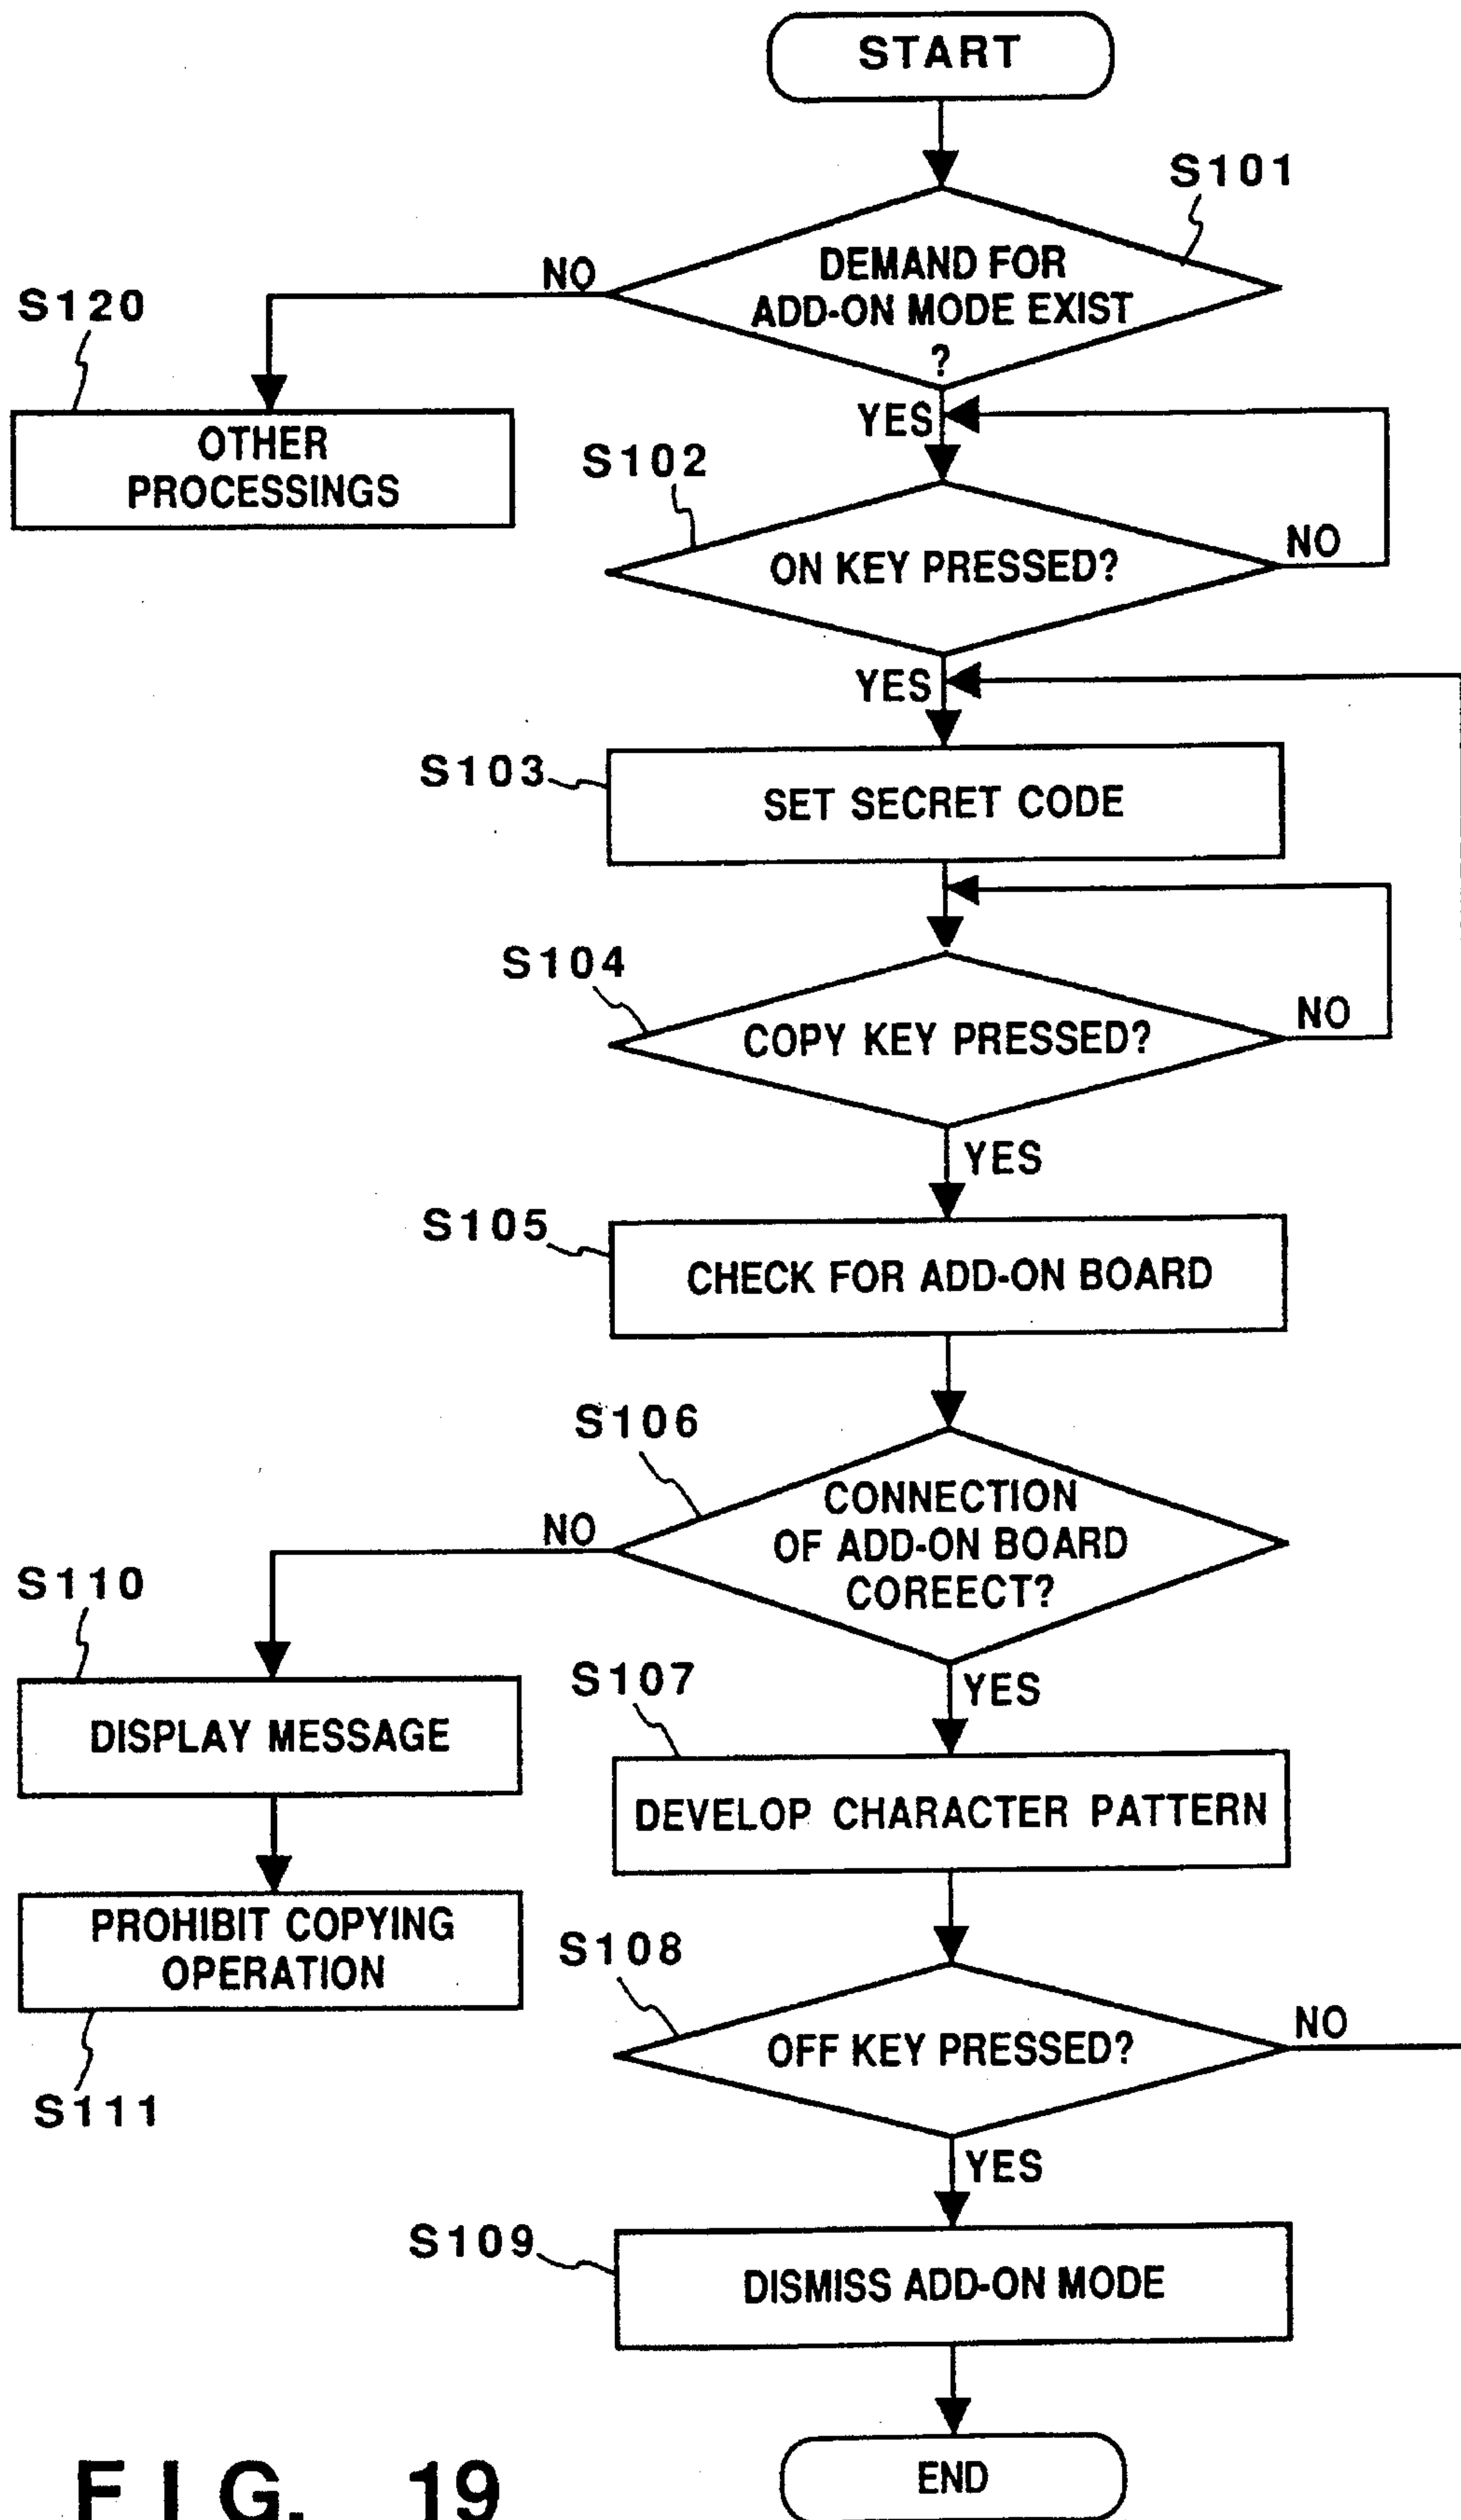 START
S101
DEMAND FOR
ADD-ON MODE EXIST
?
NO
S120
OTHER
PROCESSINGS
YES
S102
ON KEY PRESSED?
NO
YES
S103
SET SECRET CODE
S104
COPY KEY PRESSED?
NO
YES
S105
CHECK FOR ADD-ON BOARD
S106
CONNECTION
OF ADD-ON BOARD
COREECT?
NO
S110
DISPLAY MESSAGE
YES
S107
DEVELOP CHARACTER PATTERN
PROHIBIT COPYING
OPERATION
S111
S108
OFF KEY PRESSED?
NO
YES
S109
DISMISS ADD-ON MODE
END
FIG. 19